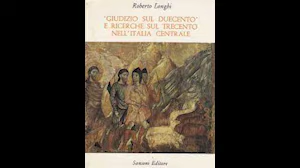 Roberto Longhi
"GIUDIZIO SUL DUECENTO"
E RICERCHE SUL TRECENTO
NELL'ITALIA CENTRALE
Sansoni Editore